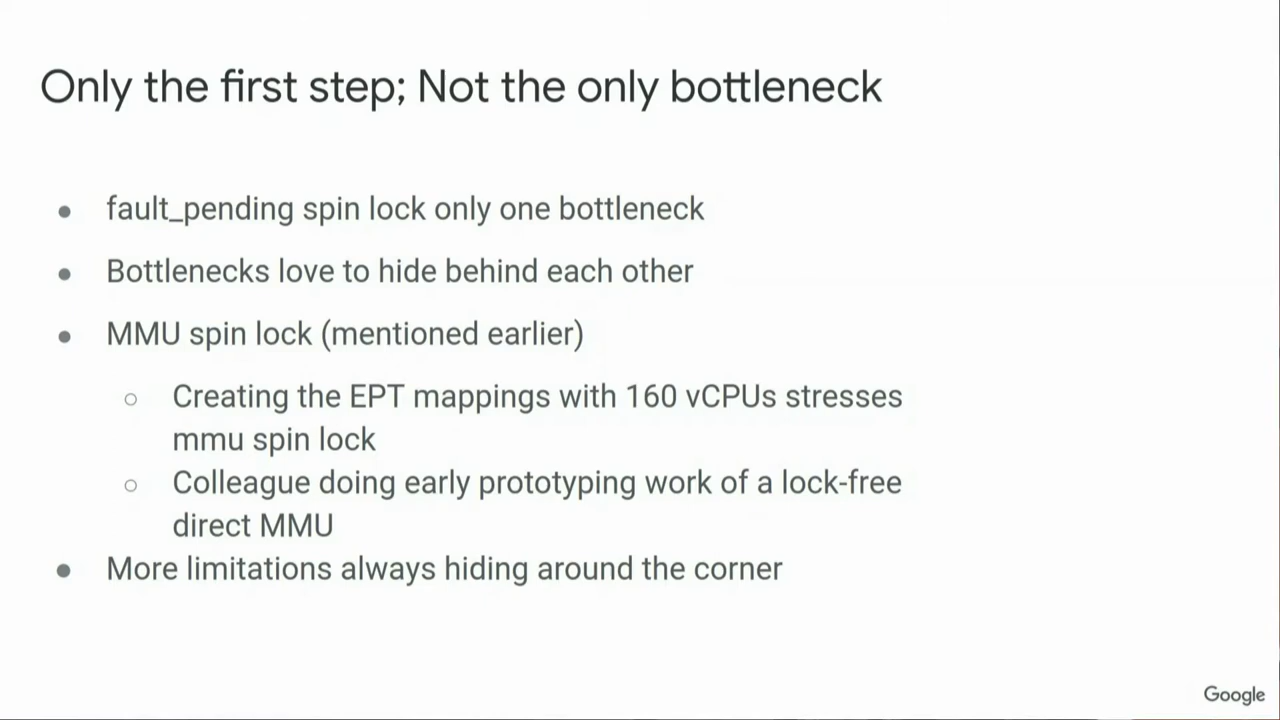 Only the first step; Not the only bottleneck
● fault_pending spin lock only one bottleneck
● Bottlenecks love to hide behind each other
● MMU spin lock (mentioned earlier)
○ Creating the EPT mappings with 160 vCPUs stresses
mmu spin lock
○ Colleague doing early prototyping work of a lock-free
direct MMU
● More limitations always hiding around the corner
Google